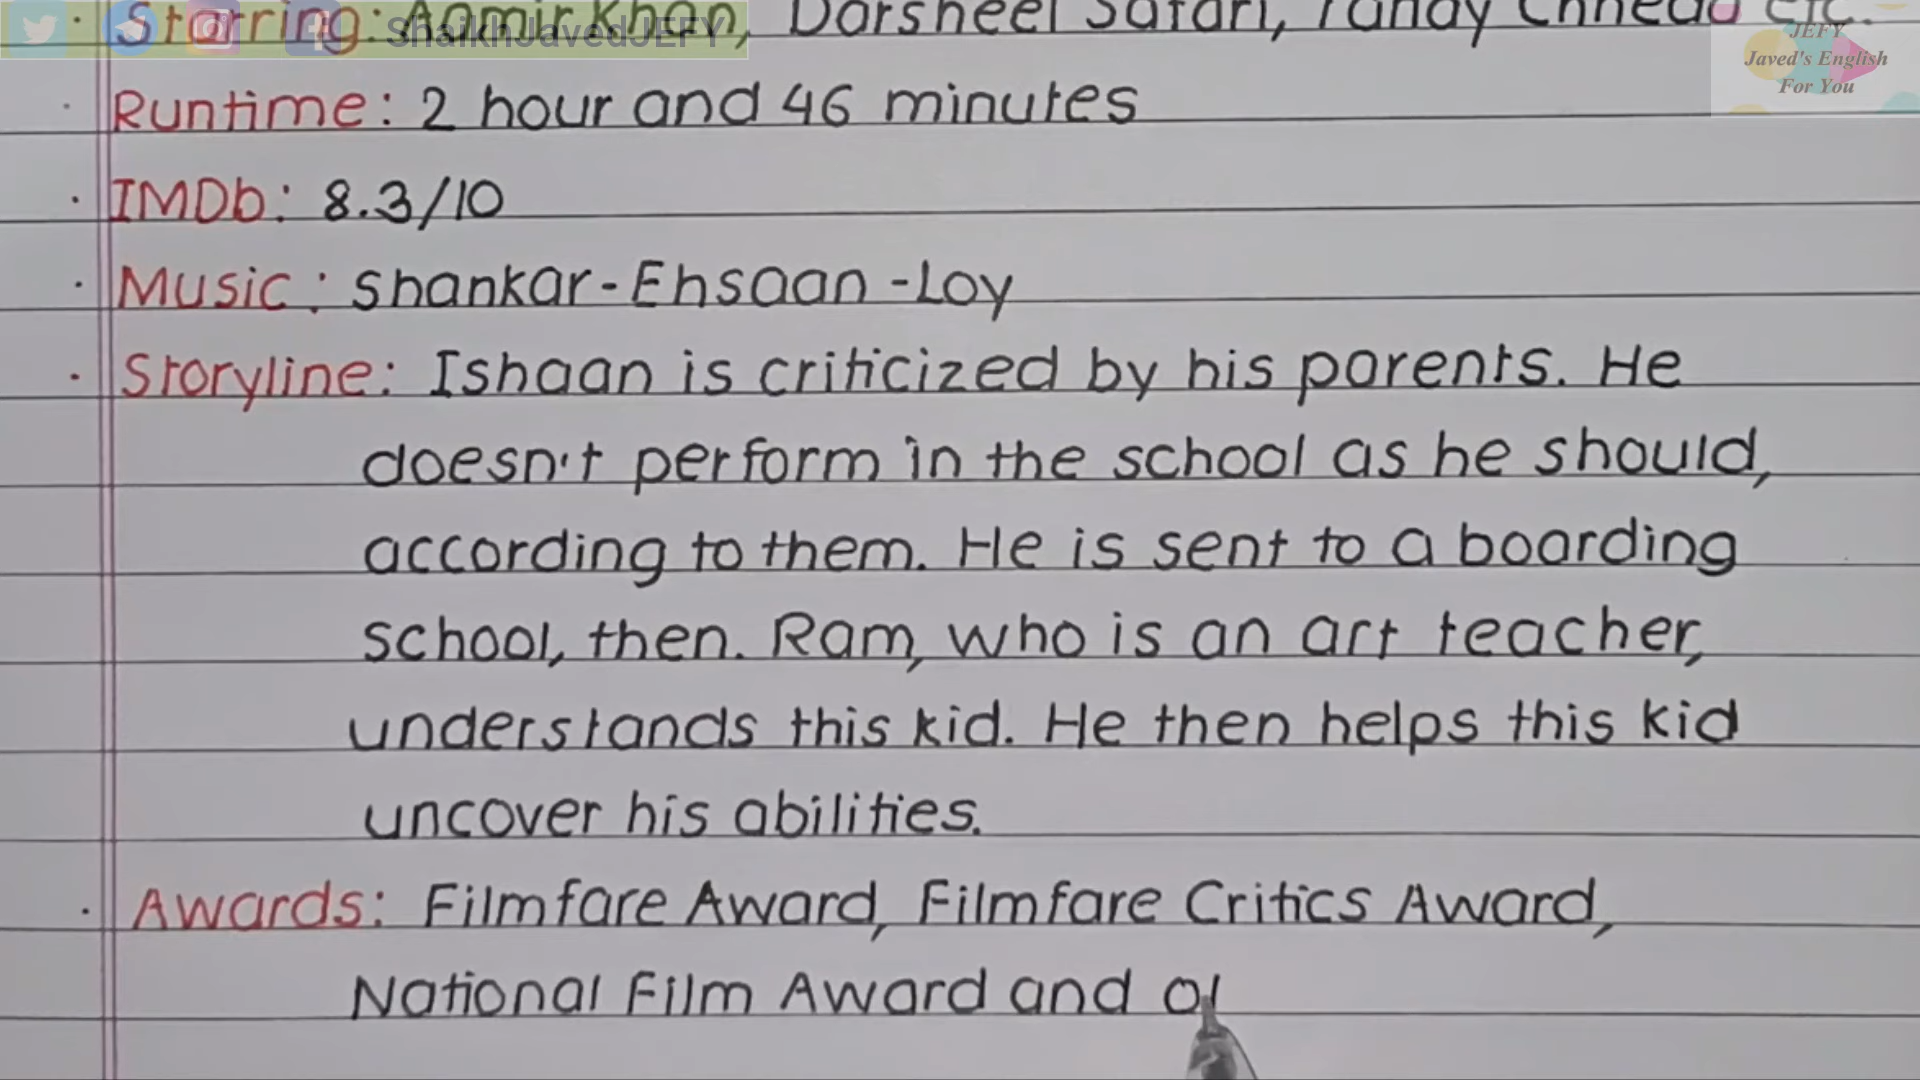 · Starring: Aamir Khan, Darsheel Safari, Tanay Chheda etc.
ShaikhJavedJEFY
JEFY
Javed's English
For You
· Runtime: 2 hour and 46 minutes
· IMDb: 8.3/10
· Music: Shankar-Ehsaan-Loy
· Storyline: Ishaan is criticized by his parents. He
doesn't perform in the school as he should,
according to them. He is sent to a boarding
school, then. Ram, who is an art teacher,
understands this kid. He then helps this kid
uncover his abilities.
· Awards: Filmfare Award, Filmfare Critics Award,
National Film Award and